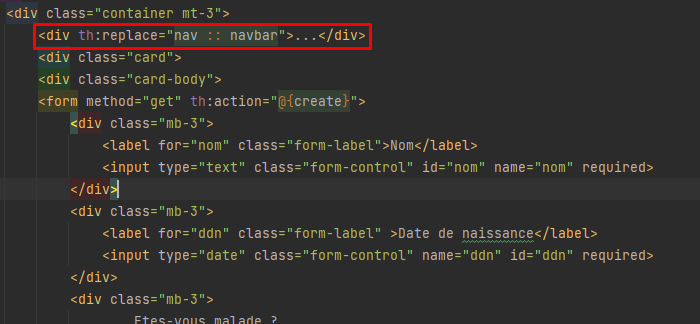 <div class="container mt-3">
<div th:replace="nav :: navbar">...</div>
<div class="card">
<div class="card-body">
<form method="get" th:action="@{create}">
<div class="mb-3">
<label for="nom" class="form-label">Nom</label>
<input type="text" class="form-control" id="nom" name="nom" required>
</div>
<div class="mb-3">
<label for="ddn" class="form-label" >Date de naissance</label>
<input type="date" class="form-control" name="ddn" id="ddn" required>
</div>
<div class="mb-3">
Etes-vous malade ?